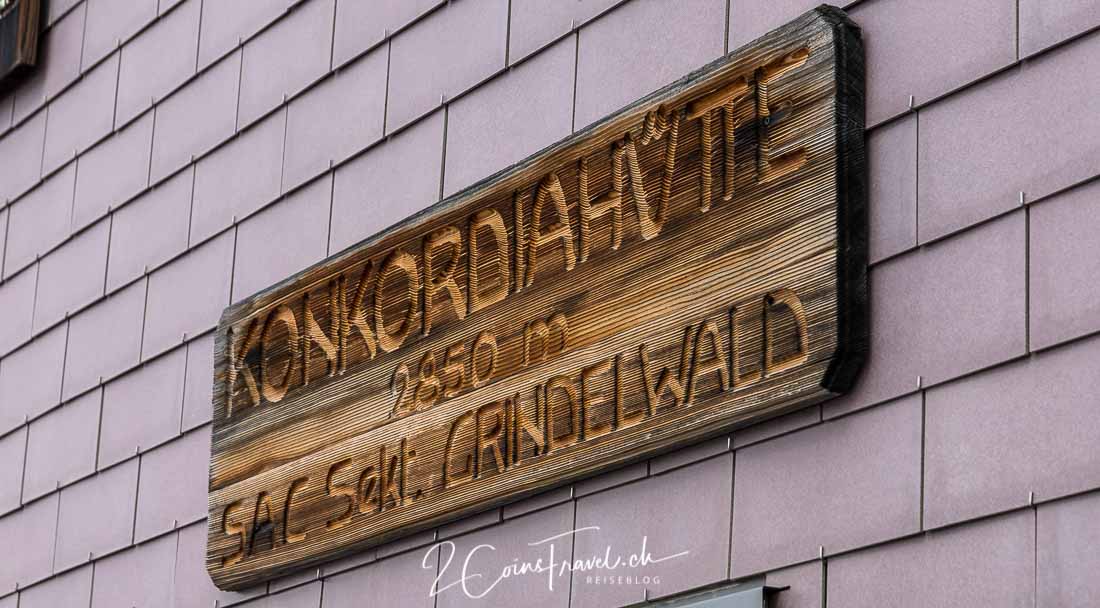 KONKORDIAHÜTTE
2850 m
SAC Sekt. GRINDELWALD
2CoinsTravel.ch
REISEBLOG